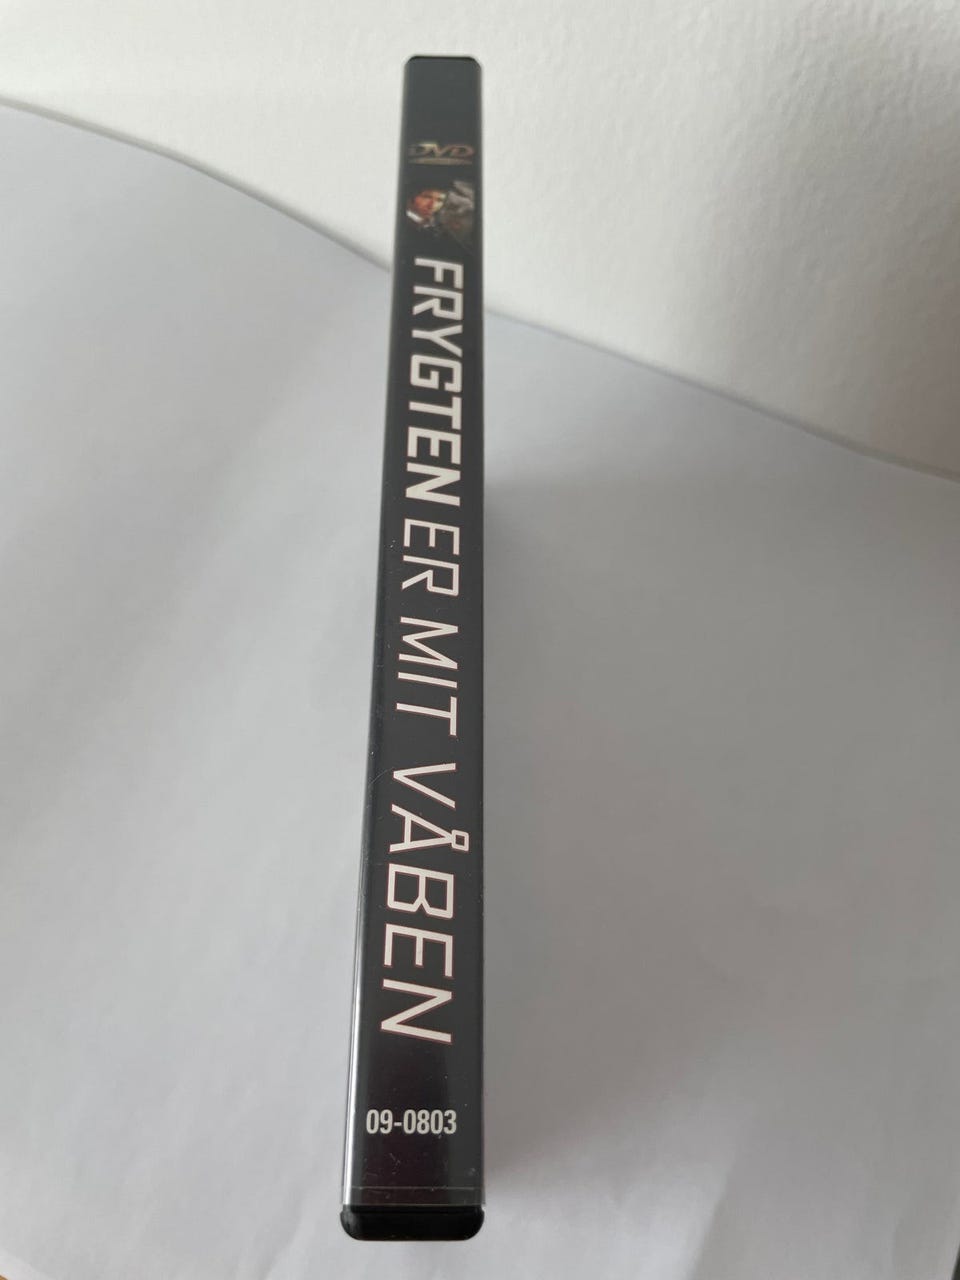 DVD
FRYGTEN ER MIT VÅBEN
09-0803